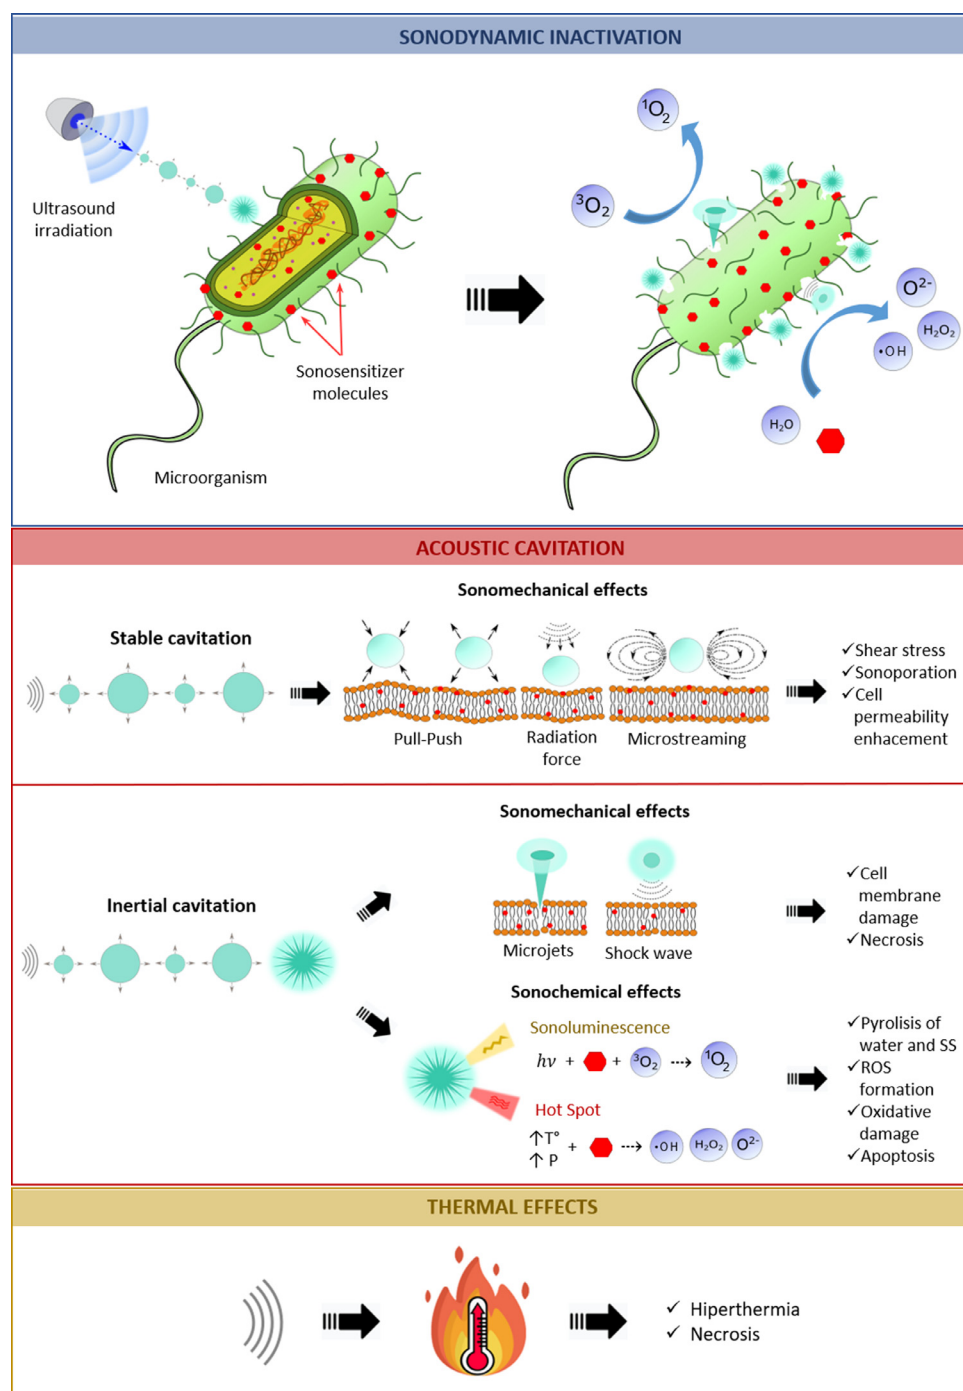 SONODYNAMIC INACTIVATION
Ultrasound
irradiation
Sonosensitizer
molecules
Microorganism
¹O₂
³O₂
O²⁻
H₂O₂
•OH
H₂O
ACOUSTIC CAVITATION
Sonomechanical effects
Stable cavitation
Pull-Push
Radiation
force
Microstreaming
✓Shear stress
✓Sonoporation
✓Cell
permeability
enhacement
Sonomechanical effects
Inertial cavitation
Microjets
Shock wave
✓Cell
membrane
damage
✓Necrosis
Sonochemical effects
Sonoluminescence
hν + + ³O₂ ⇢ ¹O₂
Hot Spot
↑T°
↑ P
+ ⇢ •OH H₂O₂ O²⁻
✓Pyrolisis of
water and SS
✓ROS
formation
✓Oxidative
damage
✓Apoptosis
THERMAL EFFECTS
✓ Hiperthermia
✓ Necrosis